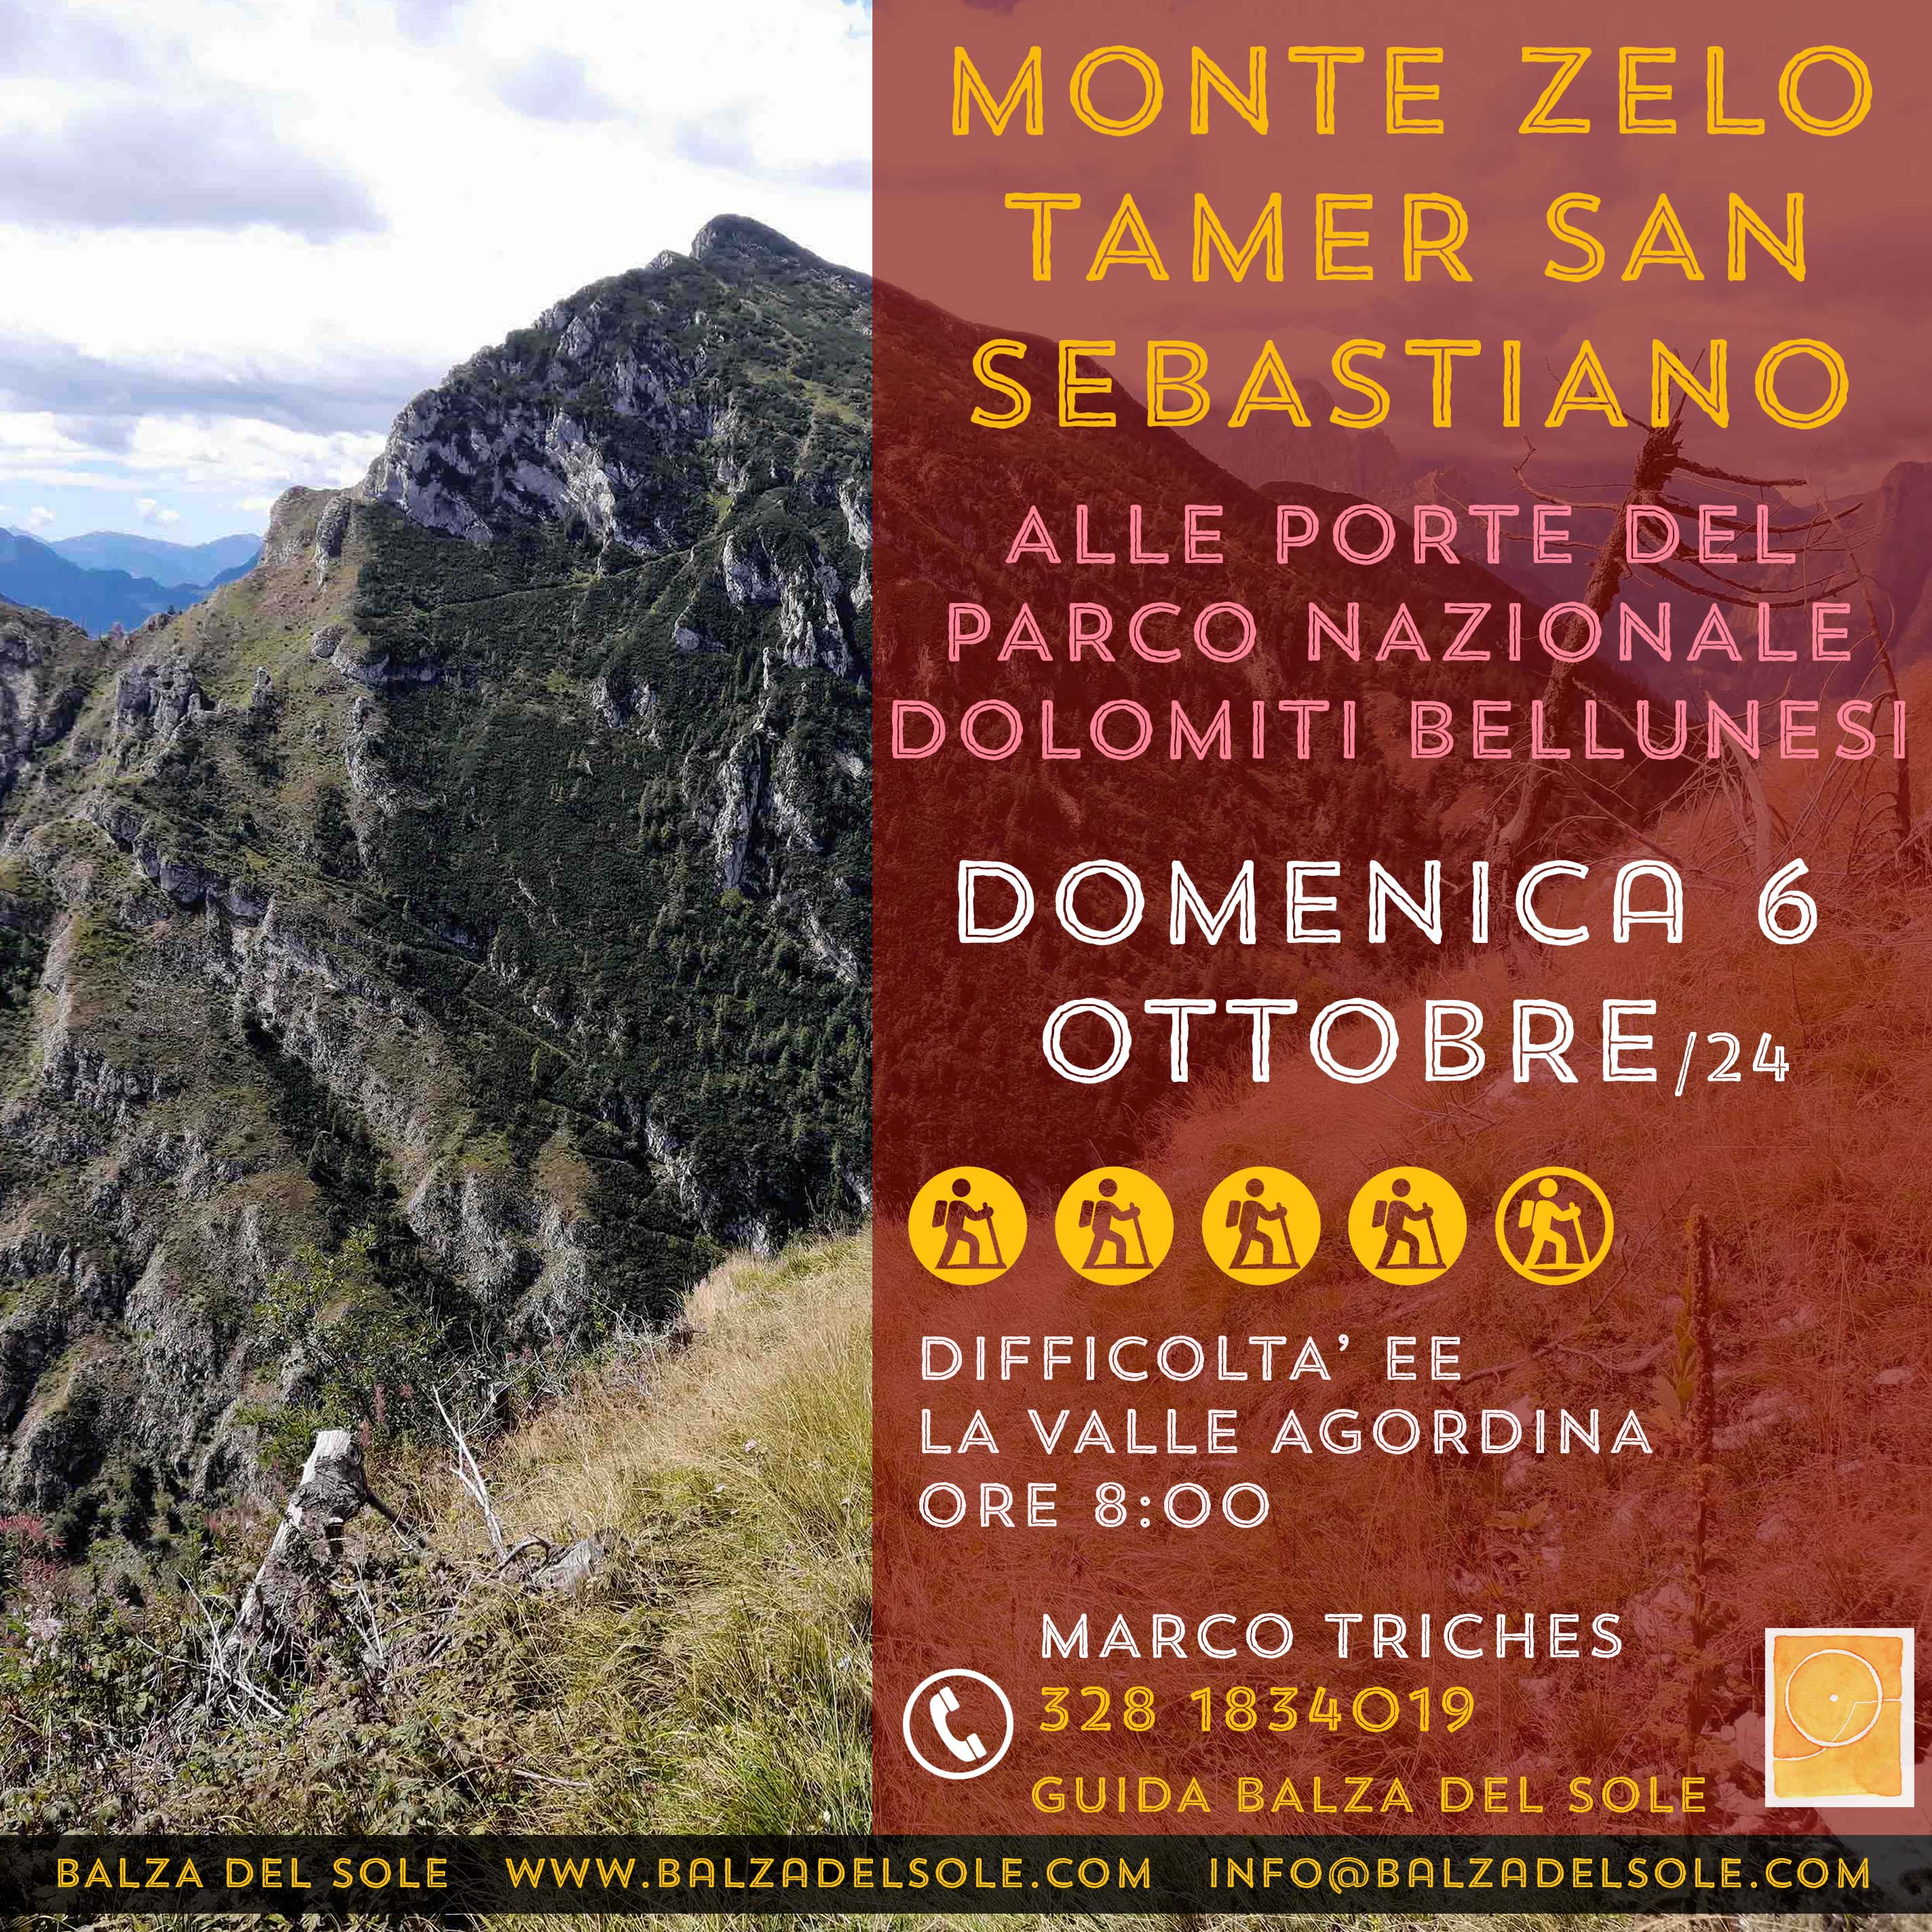 MONTE ZELO
TAMER SAN
SEBASTIANO
ALLE PORTE DEL
PARCO NAZIONALE
DOLOMITI BELLUNESI
DOMENICA 6
OTTOBRE/24
DIFFICOLTA' EE
LA VALLE AGORDINA
ORE 8:00
MARCO TRICHES
328 1834019
GUIDA BALZA DEL SOLE
BALZA DEL SOLE WWW.BALZADELSOLE.COM INFO@BALZADELSOLE.COM